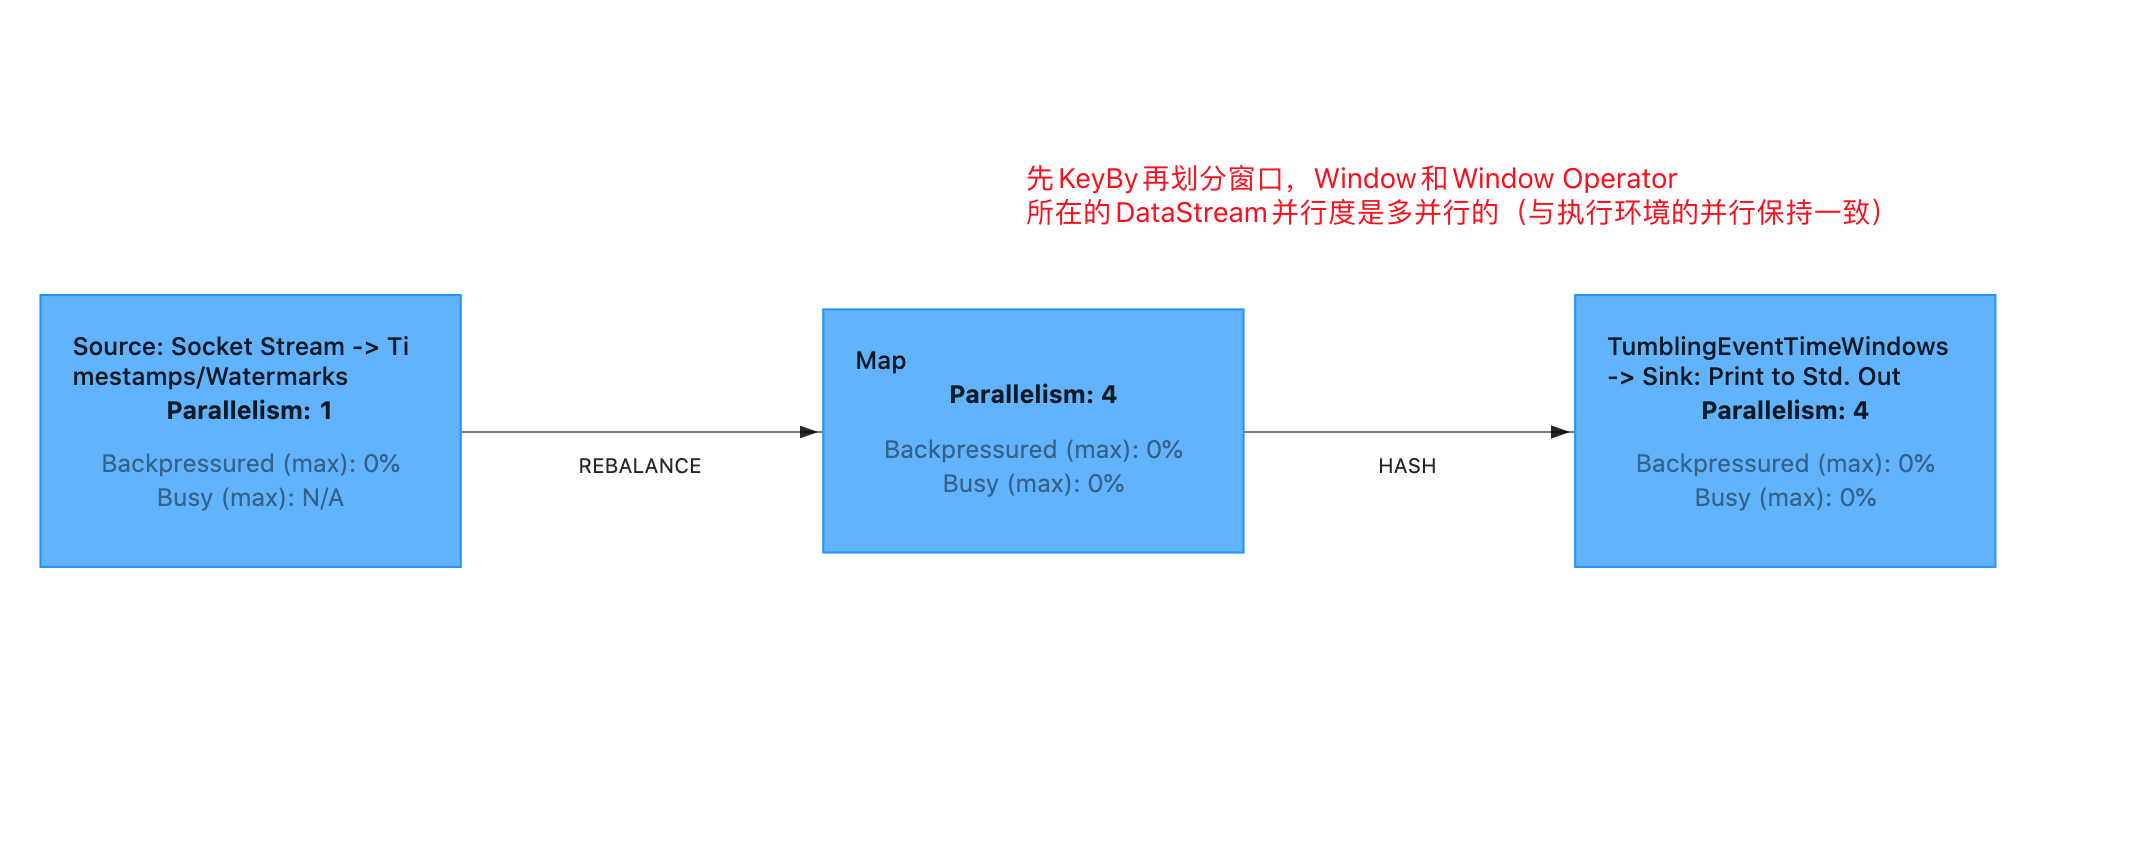 先KeyBy再划分窗口，Window和Window Operator
所在的DataStream并行度是多并行的（与执行环境的并行保持一致）
Source: Socket Stream -> Ti
mestamps/Watermarks
Parallelism: 1
Backpressured (max): 0%
Busy (max): N/A
REBALANCE
Map
Parallelism: 4
Backpressured (max): 0%
Busy (max): 0%
HASH
TumblingEventTimeWindows
-> Sink: Print to Std. Out
Parallelism: 4
Backpressured (max): 0%
Busy (max): 0%